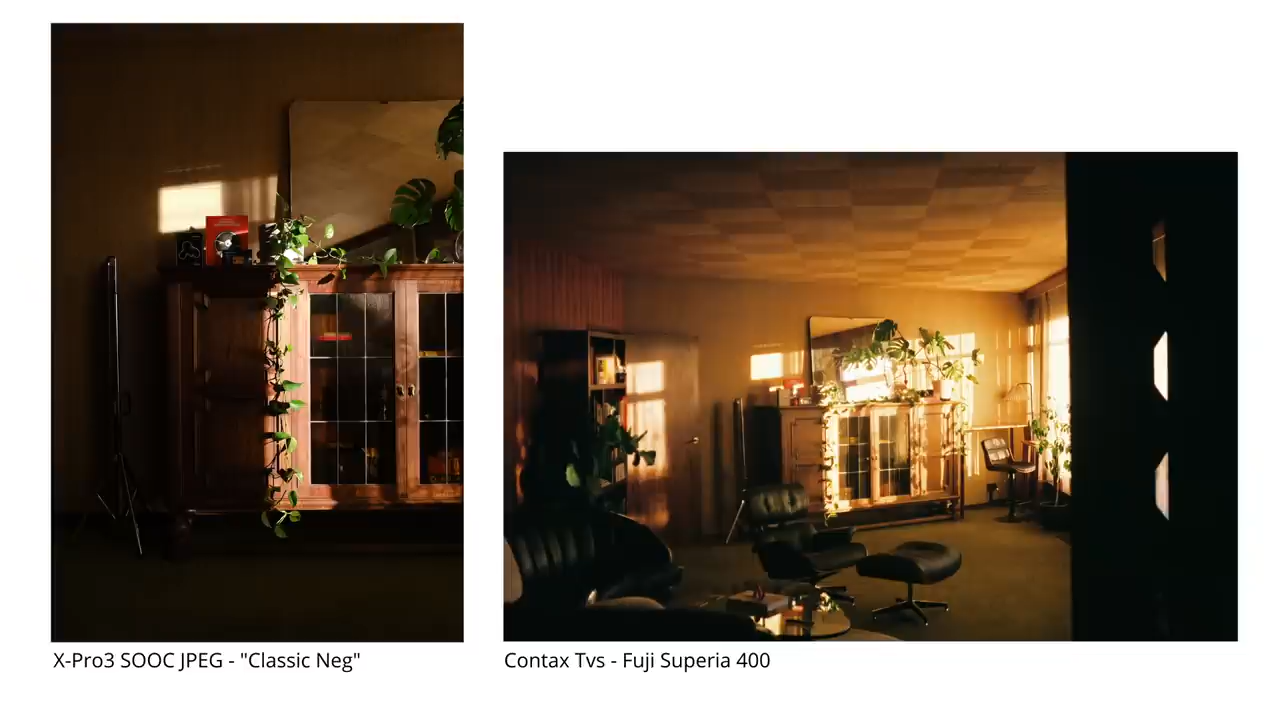 X-Pro3 SOOC JPEG - "Classic Neg"
Contax Tvs - Fuji Superia 400